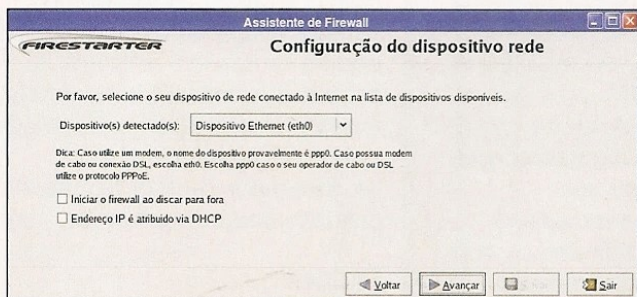 Assistente de Firewall
FIRESTARTER
Configuração do dispositivo rede
Por favor, selecione o seu dispositivo de rede conectado à Internet na lista de dispositivos disponíveis.
Dispositivo(s) detectado(s): Dispositivo Ethernet (eth0)
Dica: Caso utilize um modem, o nome do dispositivo provavelmente é ppp0. Caso possua modem
de cabo ou conexão DSL, escolha eth0. Escolha ppp0 caso o seu operador de cabo ou DSL
utilize o protocolo PPPoE.
Iniciar o firewall ao discar para fora
Endereço IP é atribuido via DHCP
Voltar Avançar Sair